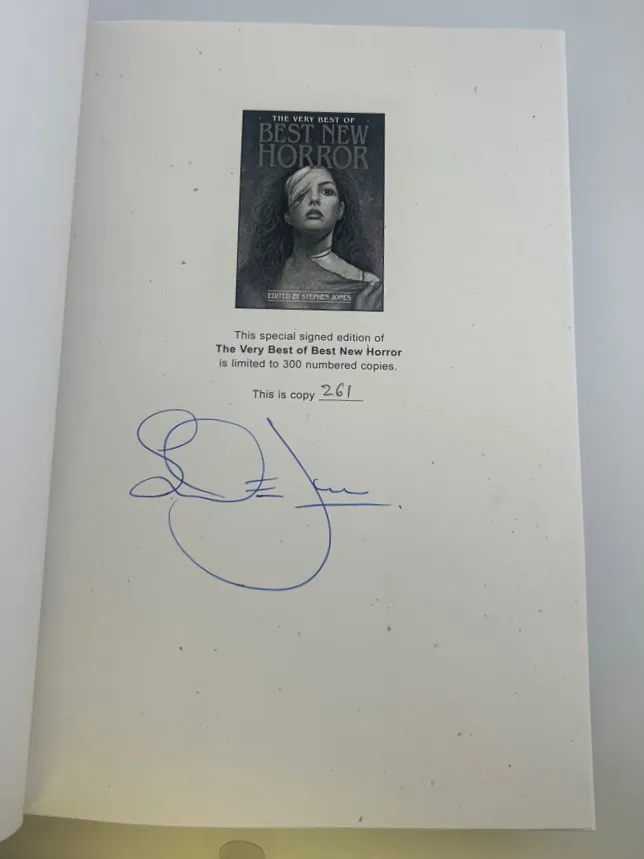 THE VERY BEST OF
BEST NEW
HORROR
EDITED BY STEPHEN JONES
This special signed edition of
The Very Best of Best New Horror
is limited to 300 numbered copies.
This is copy 261